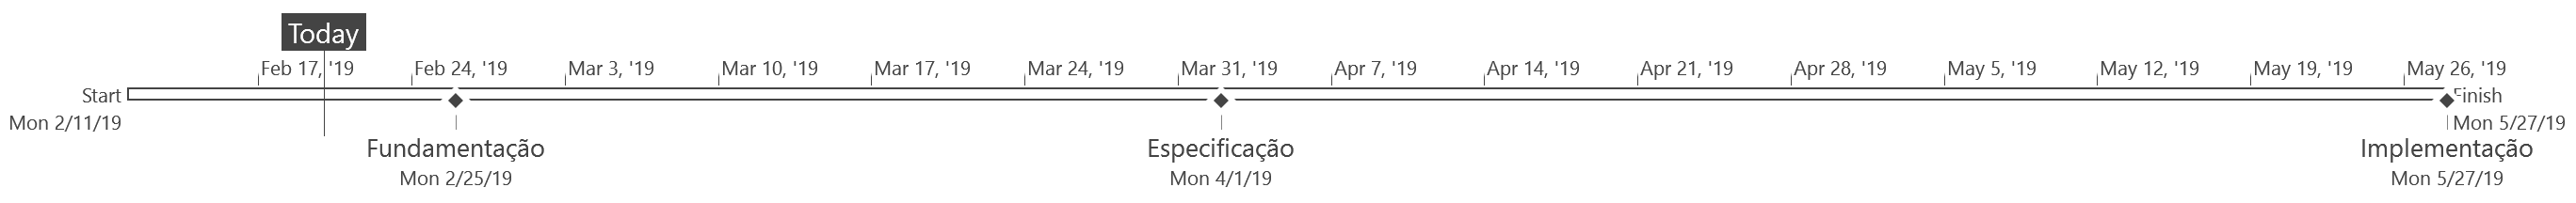 Today
Feb 17, '19 Feb 24, '19 Mar 3, '19 Mar 10, '19 Mar 17, '19 Mar 24, '19 Mar 31, '19 Apr 7, '19 Apr 14, '19 Apr 21, '19 Apr 28, '19 May 5, '19 May 12, '19 May 19, '19 May 26, '19
Start Finish
Mon 2/11/19 Mon 5/27/19
Fundamentação Especificação Implementação
Mon 2/25/19 Mon 4/1/19 Mon 5/27/19